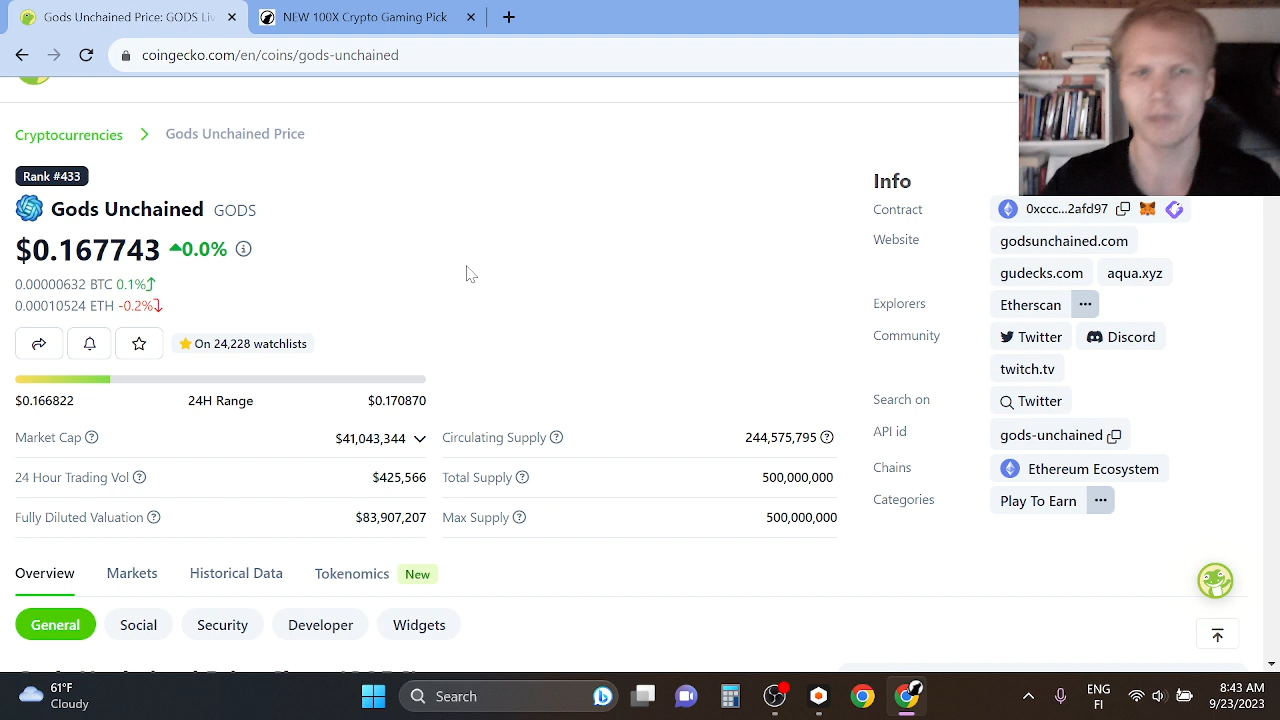 Gods Unchained Price: GODS Liv
NEW 100X Crypto Gaming Pick
coingecko.com/en/coins/gods-unchained
Cryptocurrencies
Gods Unchained Price
Rank #433
Gods Unchained GODS
$0.167743 0.0%
0.00000632 BTC 0.1%
0.00010524 ETH -0.2%
On 24,228 watchlists
$0.166822 24H Range $0.170870
Market Cap $41,043,344
24 Hour Trading Vol $425,566
Fully Diluted Valuation $83,907,207
Circulating Supply 244,575,795
Total Supply 500,000,000
Max Supply 500,000,000
Info
Contract 0xccc...2afd97
Website godsunchained.com
gudecks.com aqua.xyz
Explorers Etherscan
Community Twitter Discord
twitch.tv
Search on Twitter
API id gods-unchained
Chains Ethereum Ecosystem
Categories Play To Earn
Overview Markets Historical Data Tokenomics New
General Social Security Developer Widgets
61°F
Cloudy
Search
ENG
FI
8:43 AM
9/23/2023